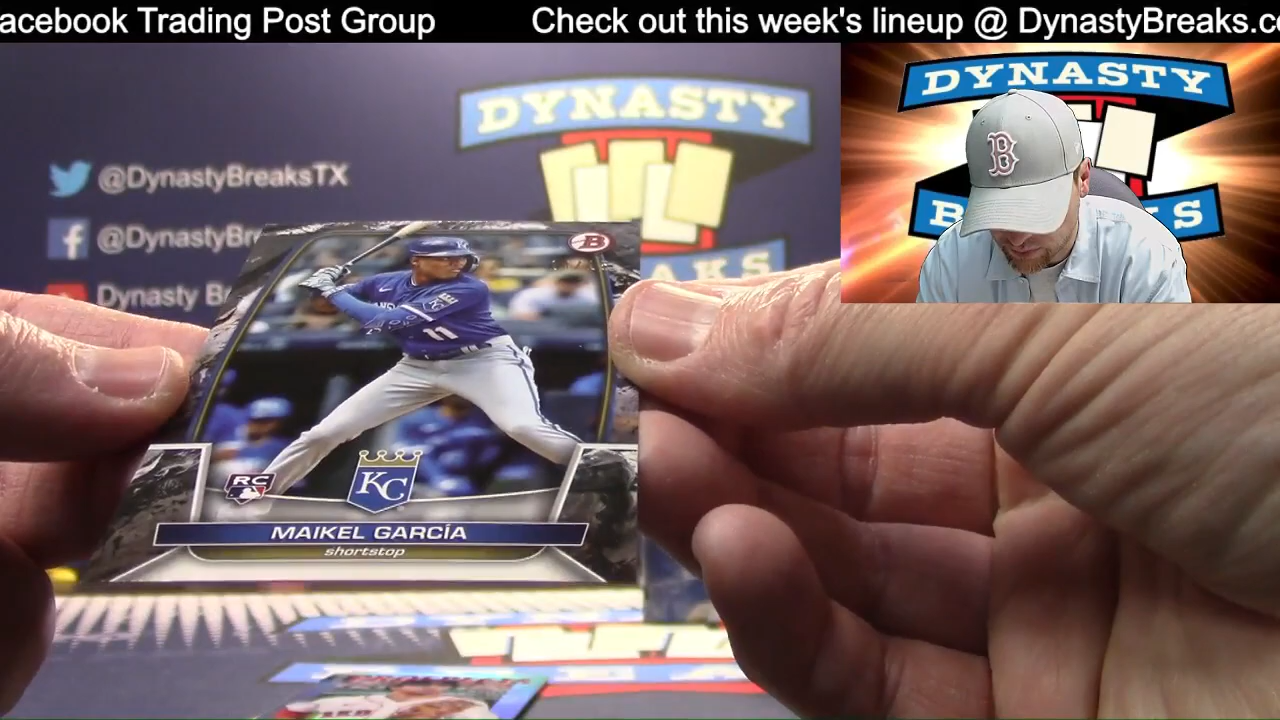 acebook Trading Post Group Check out this week's lineup @ DynastyBreaks.co
DYNASTY
AKS
@DynastyBreaksTX
@DynastyBre
Dynasty B
DYNASTY
B
B S
B
11
RC
KC
MAIKEL GARCÍA
shortstop